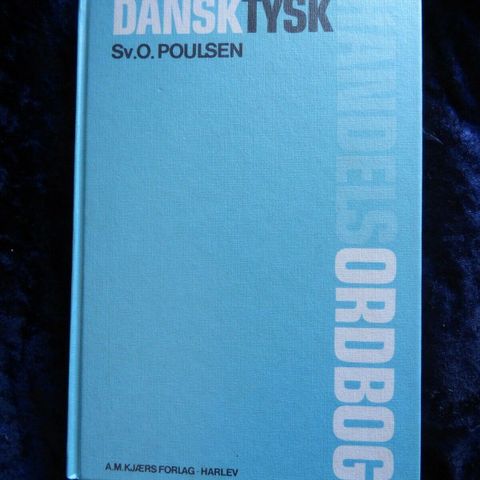 DANSKTYSK
Sv.O. POULSEN
HANDELSORDBOG
A.M. KJÆRS FORLAG - HARLEV